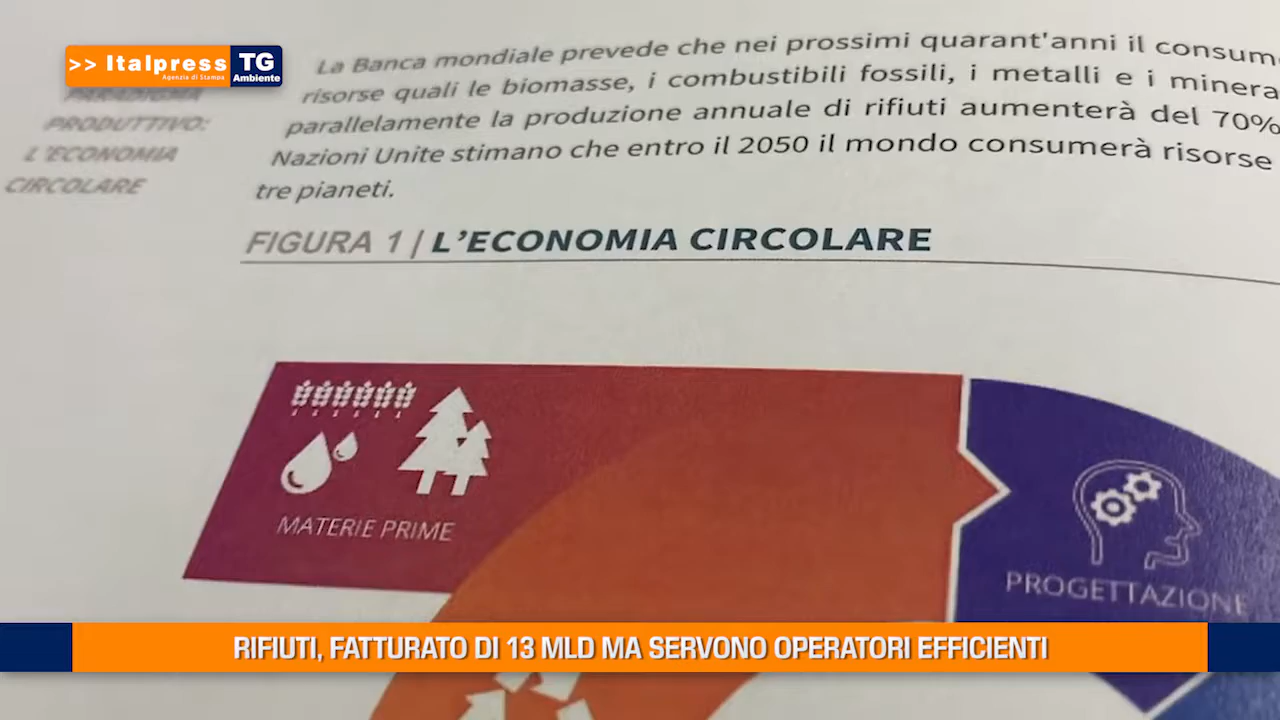 >> Italpress
Agenzia di Stampa
TG
Ambiente
PARADIGMA
PRODUTTIVO:
L'ECONOMIA
CIRCOLARE
La Banca mondiale prevede che nei prossimi quarant'anni il
risorse quali le biomasse, i combustibili fossili, i metalli e i
parallelamente la produzione annuale di rifiuti aumenterà del 70%
Nazioni Unite stimano che entro il 2050 il mondo consumerà risorse
tre pianeti.
FIGURA 1 | L'ECONOMIA CIRCOLARE
MATERIE PRIME
PROGETTAZIONE
RIFIUTI, FATTURATO DI 13 MLD MA SERVONO OPERATORI EFFICIENTI